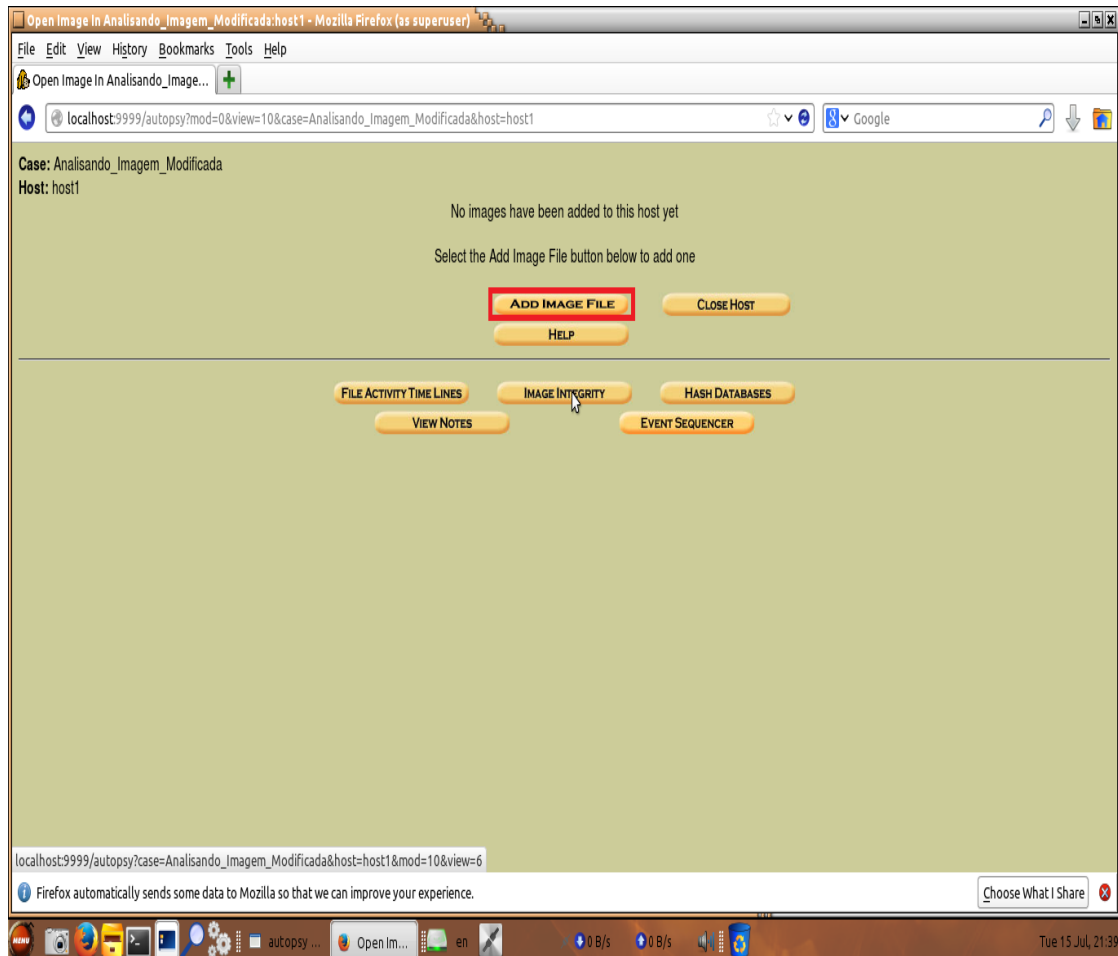 Open Image In Analisando_Imagem_Modificada:host1 - Mozilla Firefox (as superuser)
File Edit View History Bookmarks Tools Help
Open Image In Analisando_Image...
localhost:9999/autopsy?mod=0&view=10&case=Analisando_Imagem_Modificada&host=host1
Google
Case: Analisando_Imagem_Modificada
Host: host1
No images have been added to this host yet
Select the Add Image File button below to add one
ADD IMAGE FILE
CLOSE HOST
HELP
FILE ACTIVITY TIME LINES
IMAGE INTEGRITY
HASH DATABASES
VIEW NOTES
EVENT SEQUENCER
localhost:9999/autopsy?case=Analisando_Imagem_Modificada&host=host1&mod=10&view=6
Firefox automatically sends some data to Mozilla so that we can improve your experience.
Choose What I Share
MENU
autopsy ...
Open Im...
en
0 B/s
0 B/s
Tue 15 Jul, 21:39